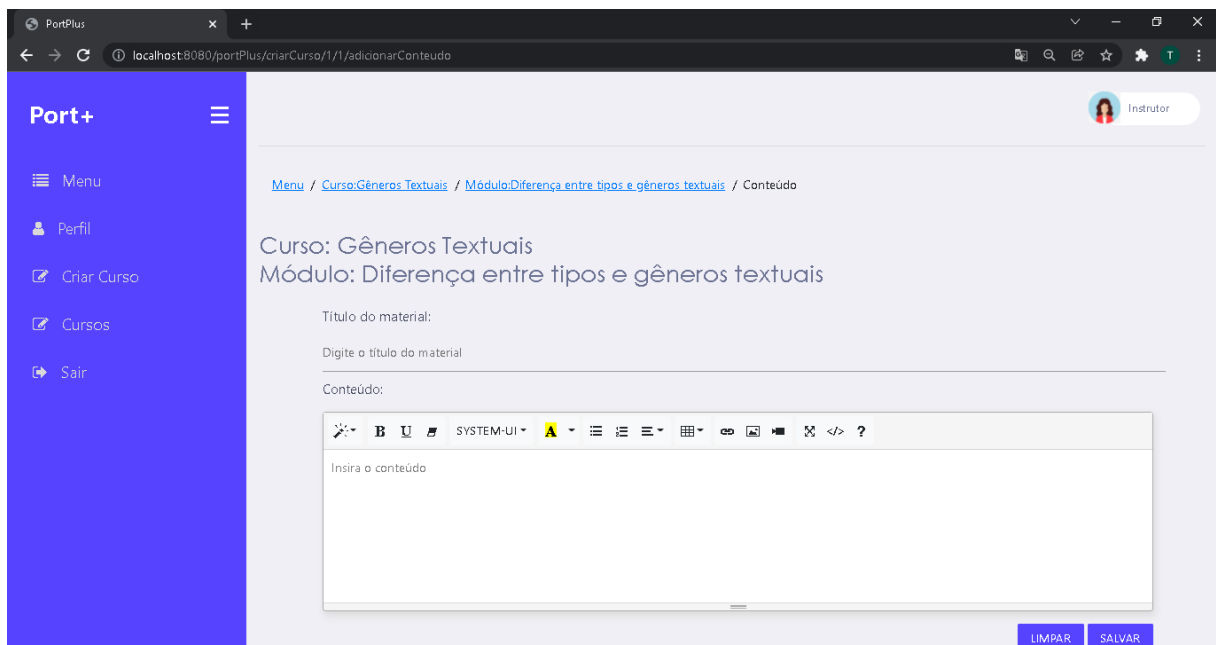 PortPlus
localhost:8080/portPlus/criarCurso/1/1/adicionarConteudo
T
Port+
Instrutor
Menu
Perfil
Criar Curso
Cursos
Sair
Menu / Curso:Gêneros Textuais / Módulo:Diferença entre tipos e gêneros textuais / Conteúdo
Curso: Gêneros Textuais
Módulo: Diferença entre tipos e gêneros textuais
Título do material:
Digite o título do material
Conteúdo:
B U SYSTEM-UI A </> ?
Insira o conteúdo
LIMPAR SALVAR